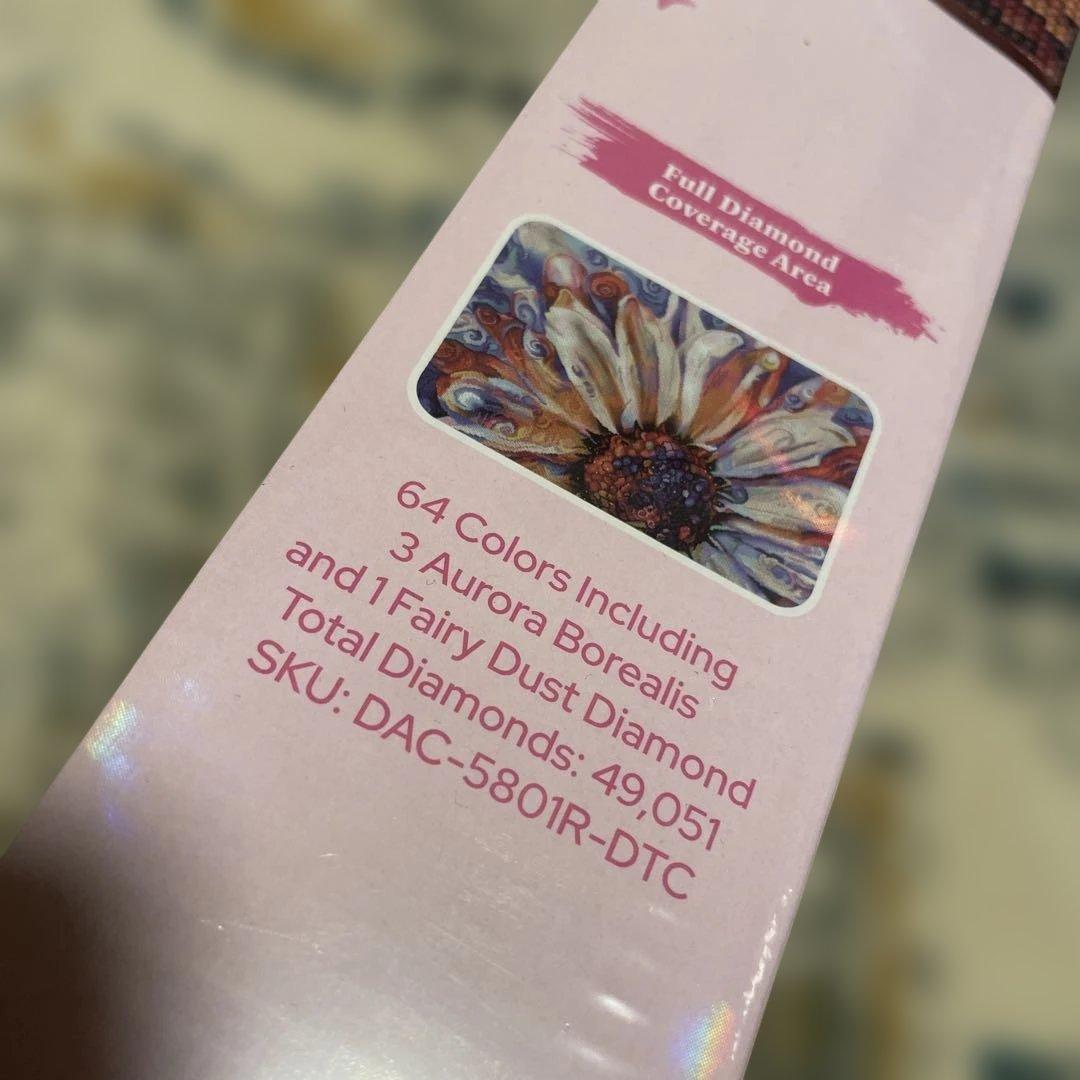 Full Diamond
Coverage Area
64 Colors Including
3 Aurora Borealis
and 1 Fairy Dust Diamond
Total Diamonds: 49,051
SKU: DAC-5801R-DTC